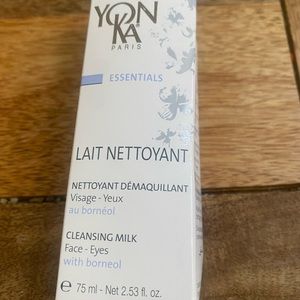 YON
KA
PARIS
ESSENTIALS
LAIT NETTOYANT
NETTOYANT DÉMAQUILLANT
Visage - Yeux
au bornéol
CLEANSING MILK
Face - Eyes
with borneol
e 75 ml - Net 2.53 fl. oz.